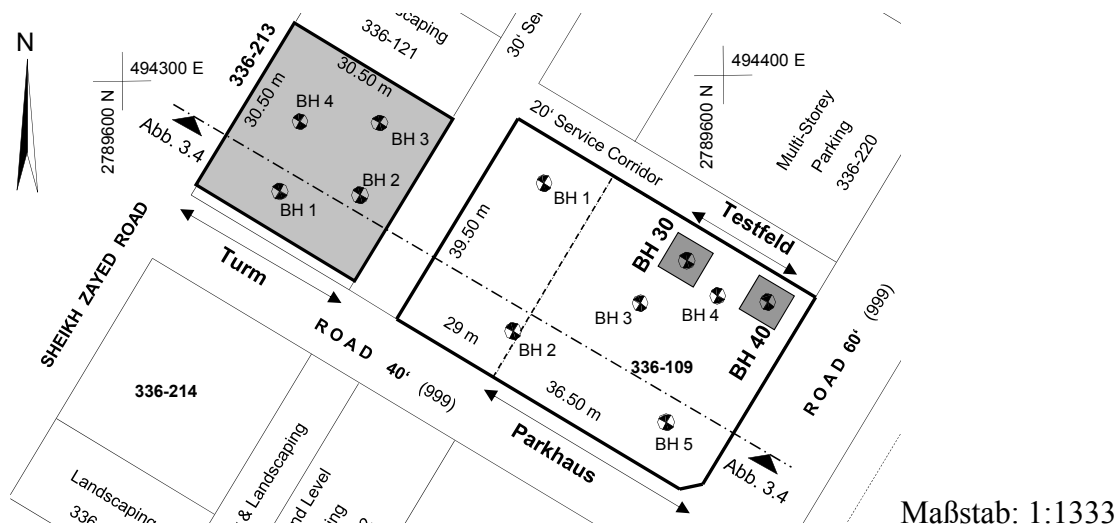 N
494300 E
2789600 N
Abb. 3.4
336-213
Landscaping
336-121
30.50 m
30.50 m
BH 4
BH 3
BH 2
BH 1
Turm
SHEIKH ZAYED ROAD
494400 E
2789600 N
20' Service Corridor
Multi-Storey
Parking
336-220
Testfeld
BH 1
39.50 m
BH 30
BH 3
BH 4
BH 40
BH 2
29 m
336-109
36.50 m
BH 5
Parkhaus
ROAD 40' (999)
ROAD 60' (999)
Abb. 3.4
336-214
Landscaping
& Landscaping
Level
Maßstab: 1:1333